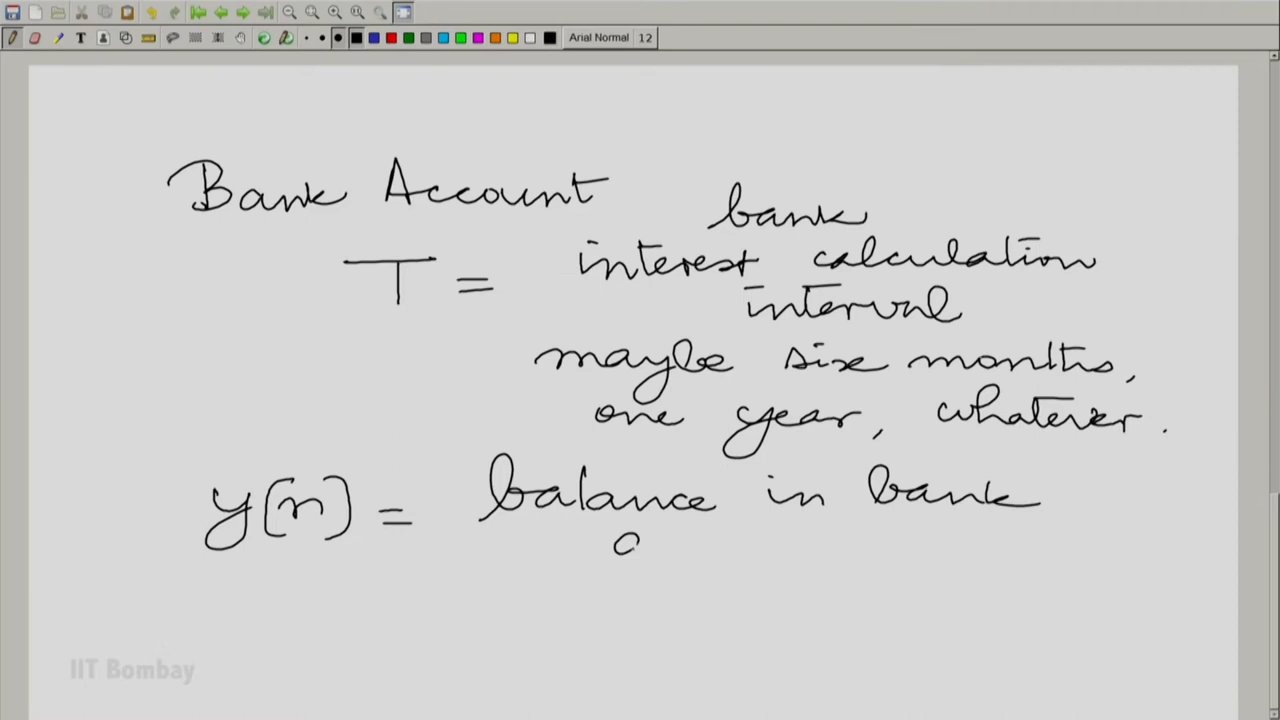 Arial Normal 12
Bank Account
bank
T = interest calculation
interval
maybe six months,
one year, whatever.
y[n] = balance in bank
IIT Bombay